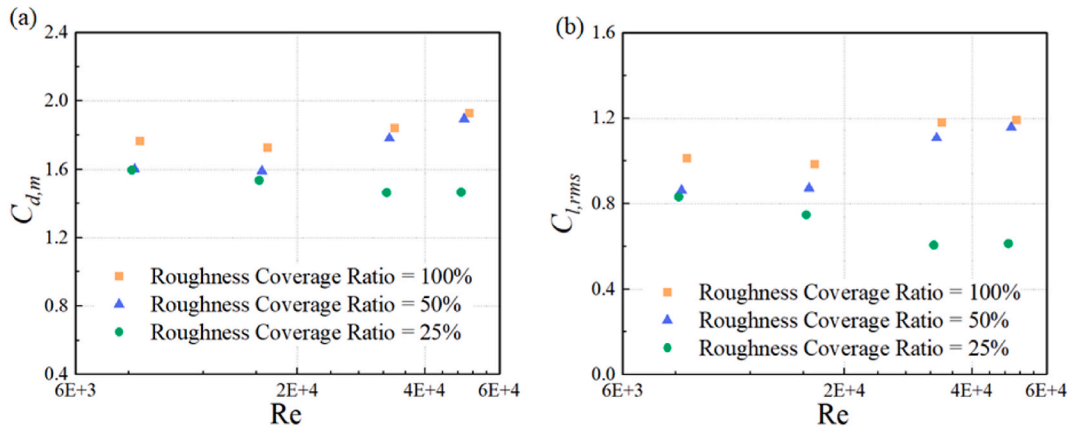 (a)
2.4
2.0
1.6
1.2
0.8
0.4
C_{d,m}
Roughness Coverage Ratio = 100%
Roughness Coverage Ratio = 50%
Roughness Coverage Ratio = 25%
6E+3
2E+4
4E+4
6E+4
Re
(b)
1.6
1.2
0.8
0.4
0.0
C_{l,rms}
Roughness Coverage Ratio = 100%
Roughness Coverage Ratio = 50%
Roughness Coverage Ratio = 25%
6E+3
2E+4
4E+4
6E+4
Re